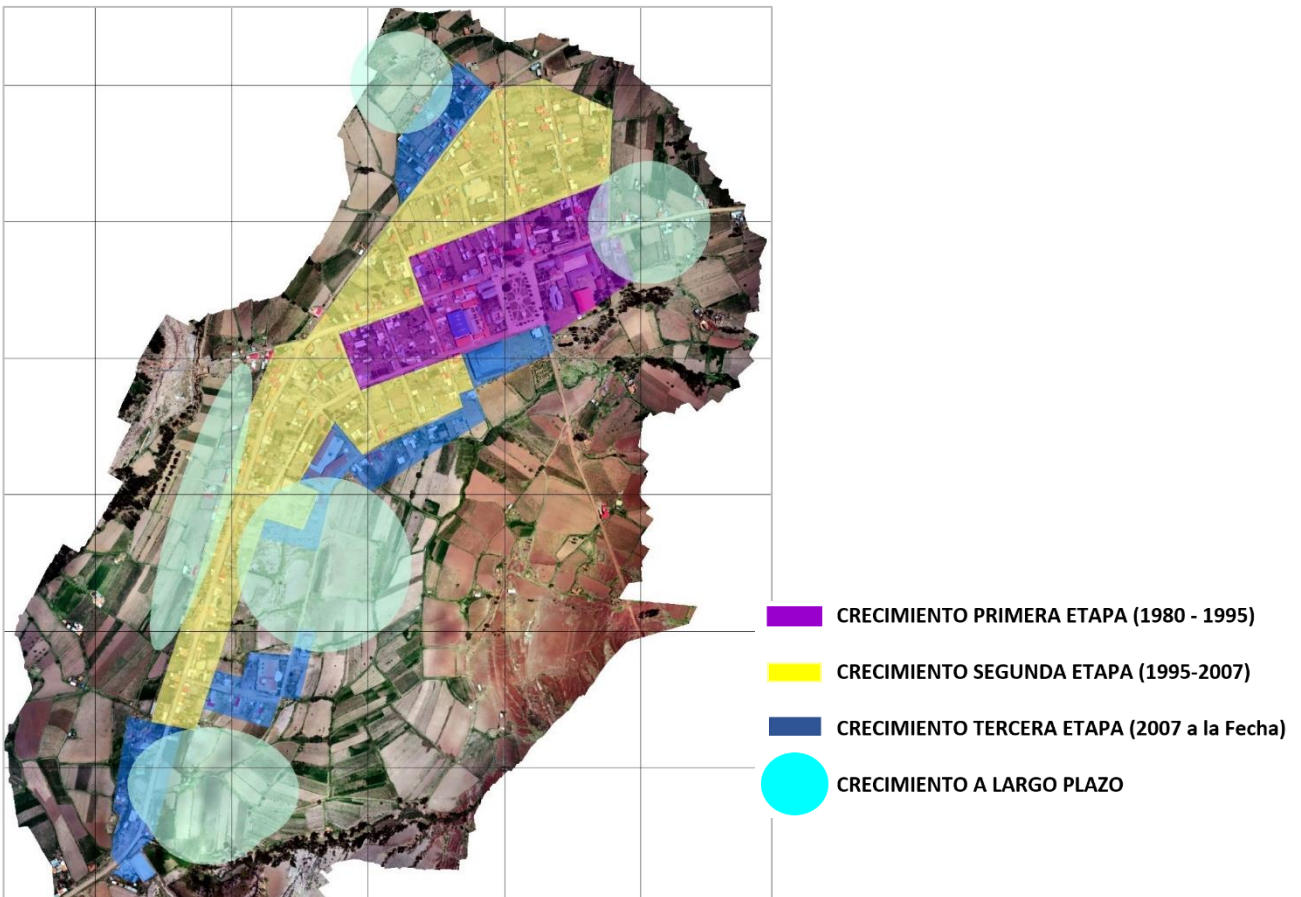 CRECIMIENTO PRIMERA ETAPA (1980 - 1995)
CRECIMIENTO SEGUNDA ETAPA (1995-2007)
CRECIMIENTO TERCERA ETAPA (2007 a la Fecha)
CRECIMIENTO A LARGO PLAZO